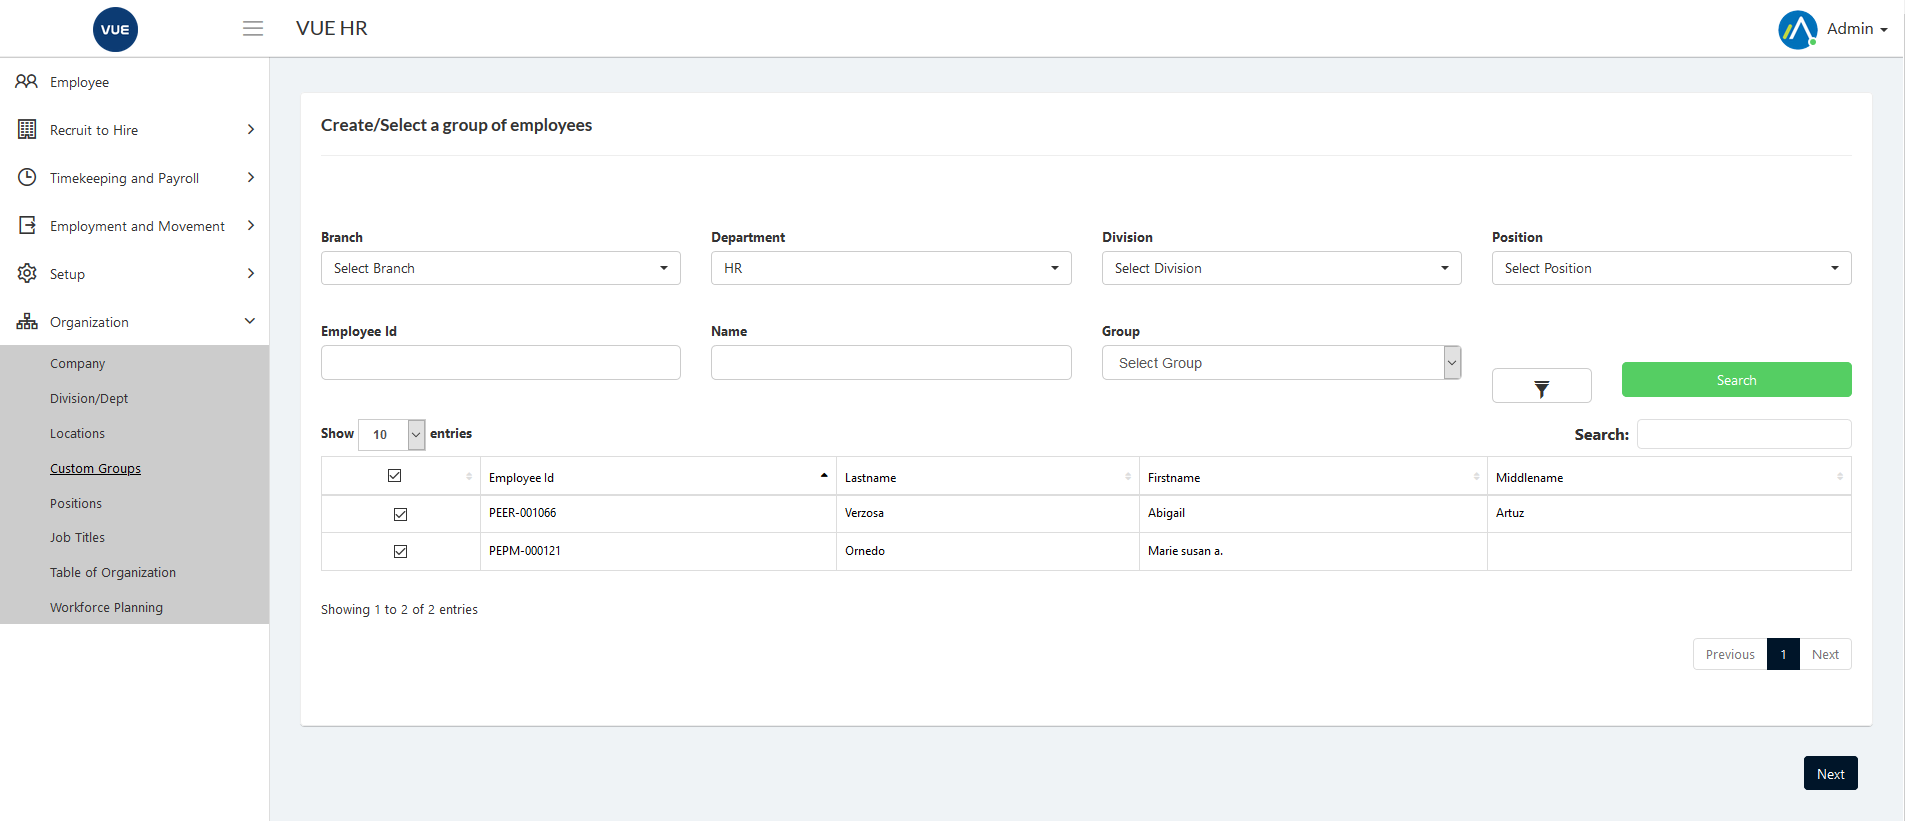 VUE
VUE HR
Admin
Employee
Recruit to Hire
Timekeeping and Payroll
Employment and Movement
Setup
Organization
Company
Division/Dept
Locations
Custom Groups
Positions
Job Titles
Table of Organization
Workforce Planning
Create/Select a group of employees
Branch Department Division Position
Select Branch HR Select Division Select Position
Employee Id Name Group
Select Group
Search
Show 10 entries Search:
Employee Id Lastname Firstname Middlename
PEER-001066 Verzosa Abigail Artuz
PEPM-000121 Ornedo Marie susan a.
Showing 1 to 2 of 2 entries
Previous 1 Next
Next